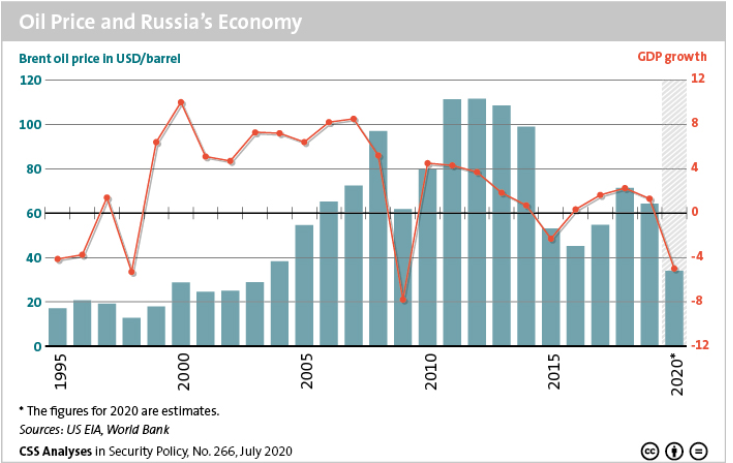 Oil Price and Russia's Economy
Brent oil price in USD/barrel
GDP growth
120
100
80
60
40
20
0
12
8
4
0
-4
-8
-12
1995
2000
2005
2010
2015
2020*
* The figures for 2020 are estimates.
Sources: US EIA, World Bank
CSS Analyses in Security Policy, No. 266, July 2020
cc